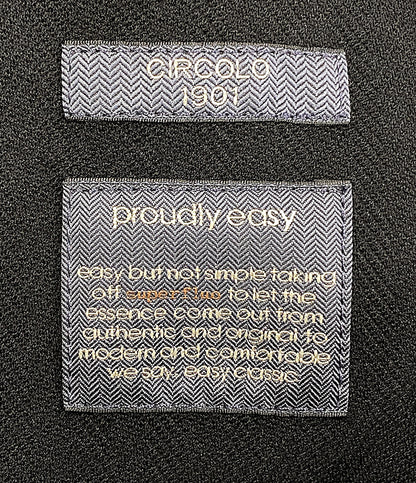 CIRCOLO
1901
proudly easy
easy but not simple taking
off superfluo to let the
essence come out from
authentic and original to
modern and comfortable
we say: easy classic